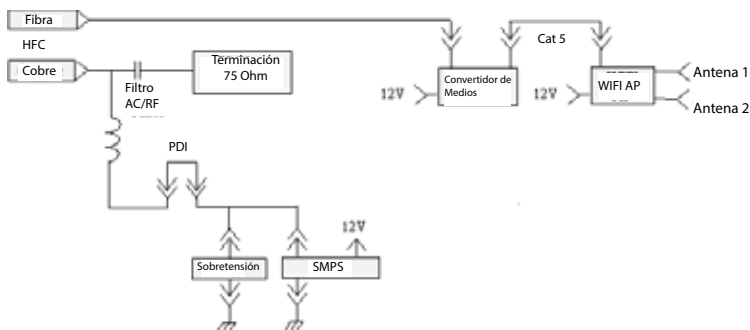 Fibra
HFC
Cobre
Filtro
AC/RF
Terminación
75 Ohm
PDI
Sobretensión
SMPS
12V
12V
Convertidor de
Medios
Cat 5
12V
WIFI AP
Antena 1
Antena 2